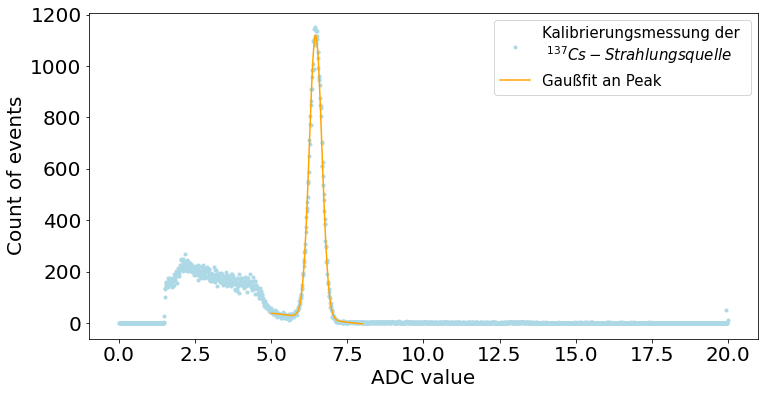 1200
1000
800
600
400
200
0
Count of events
Kalibrierungsmessung der
¹³⁷Cs − Strahlungsquelle
Gaußfit an Peak
0.0 2.5 5.0 7.5 10.0 12.5 15.0 17.5 20.0
ADC value